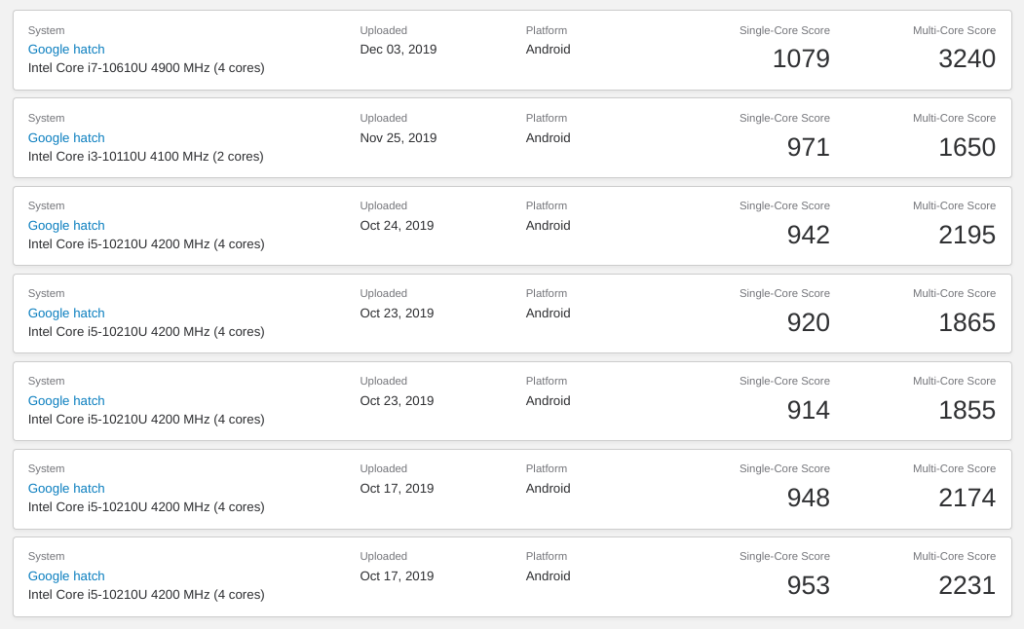 System Uploaded Platform Single-Core Score Multi-Core Score
Google hatch Dec 03, 2019 Android 1079 3240
Intel Core i7-10610U 4900 MHz (4 cores)
System Uploaded Platform Single-Core Score Multi-Core Score
Google hatch Nov 25, 2019 Android 971 1650
Intel Core i3-10110U 4100 MHz (2 cores)
System Uploaded Platform Single-Core Score Multi-Core Score
Google hatch Oct 24, 2019 Android 942 2195
Intel Core i5-10210U 4200 MHz (4 cores)
System Uploaded Platform Single-Core Score Multi-Core Score
Google hatch Oct 23, 2019 Android 920 1865
Intel Core i5-10210U 4200 MHz (4 cores)
System Uploaded Platform Single-Core Score Multi-Core Score
Google hatch Oct 23, 2019 Android 914 1855
Intel Core i5-10210U 4200 MHz (4 cores)
System Uploaded Platform Single-Core Score Multi-Core Score
Google hatch Oct 17, 2019 Android 948 2174
Intel Core i5-10210U 4200 MHz (4 cores)
System Uploaded Platform Single-Core Score Multi-Core Score
Google hatch Oct 17, 2019 Android 953 2231
Intel Core i5-10210U 4200 MHz (4 cores)